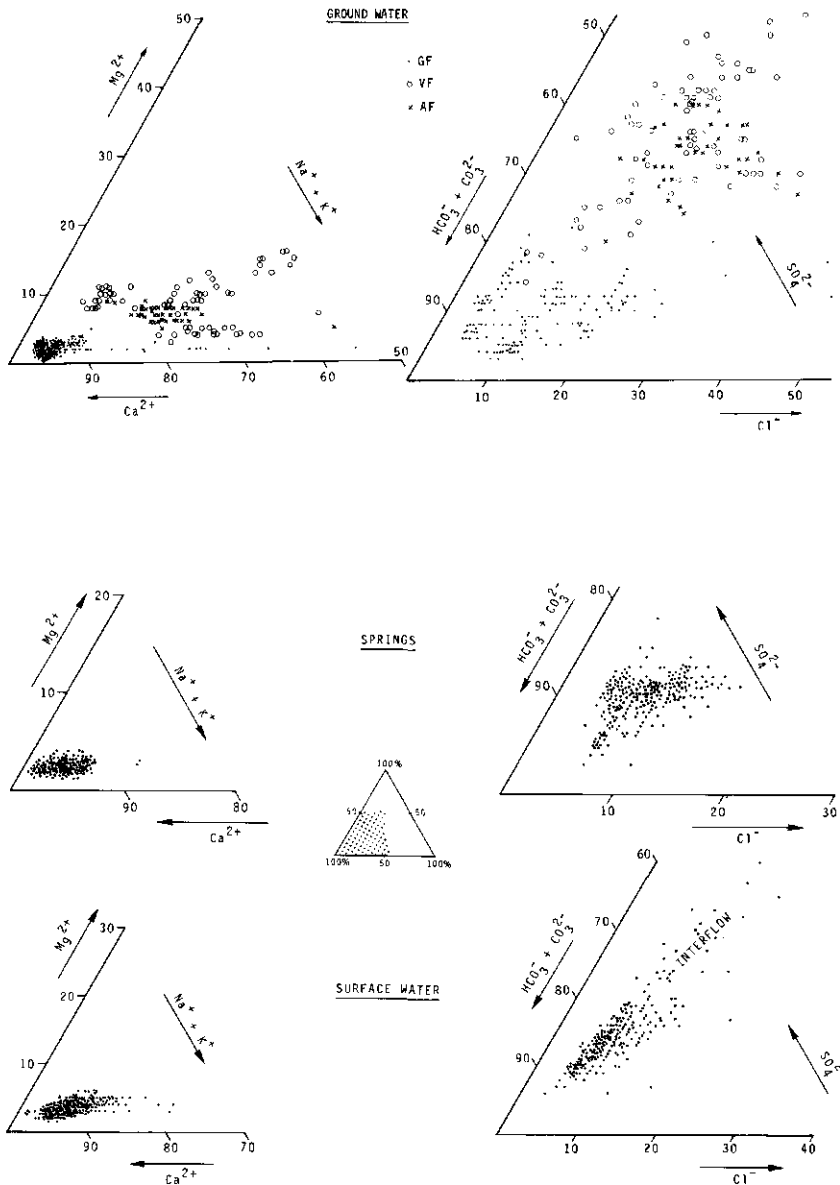 GROUND WATER
50
40
30
20
10
Mg2+
Na+ + K+
90
80
70
60
50
Ca2+
· GF
○ VF
× AF
50
60
70
80
90
HCO3- + CO32-
SO42-
10
20
30
40
50
Cl-
SPRINGS
20
10
Mg2+
Na+ + K+
90
80
Ca2+
80
90
HCO3- + CO32-
SO42-
10
20
30
Cl-
100%
50
50
100%
50
100%
SURFACE WATER
30
20
10
Mg2+
Na+ + K+
90
80
70
Ca2+
60
70
80
90
HCO3- + CO32-
INTERFLOW
SO42-
10
20
30
40
Cl-